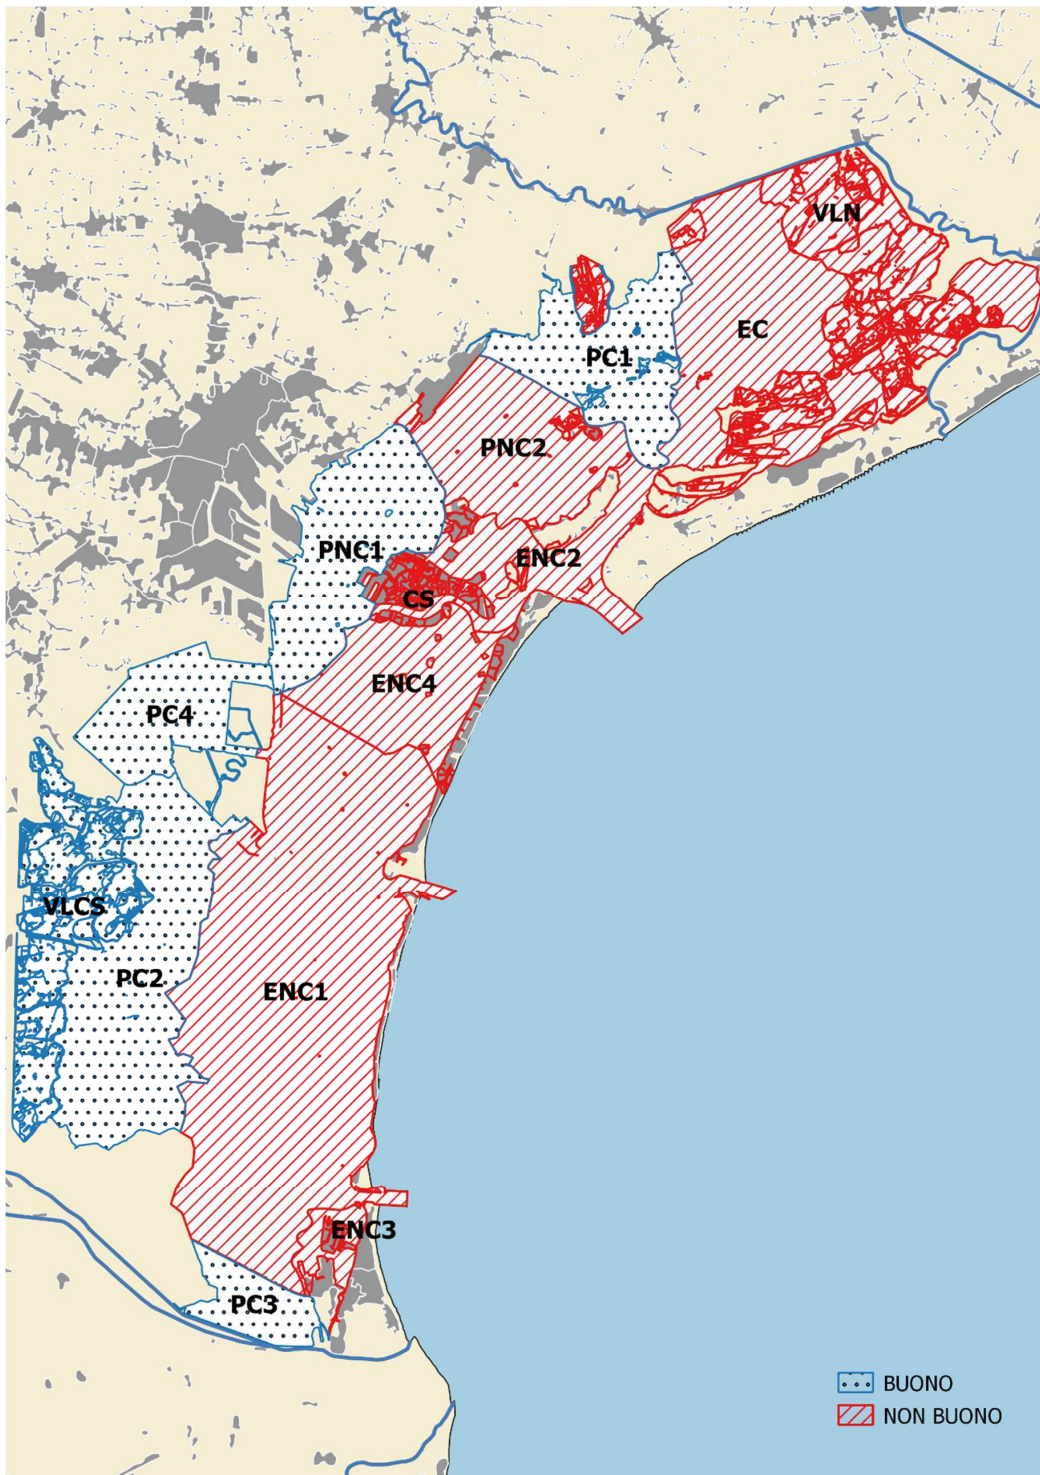 VLN
EC
PC1
PNC2
PNC1
ENC2
CS
ENC4
PC4
VLCS
PC2
ENC1
ENC3
PC3
BUONO
NON BUONO